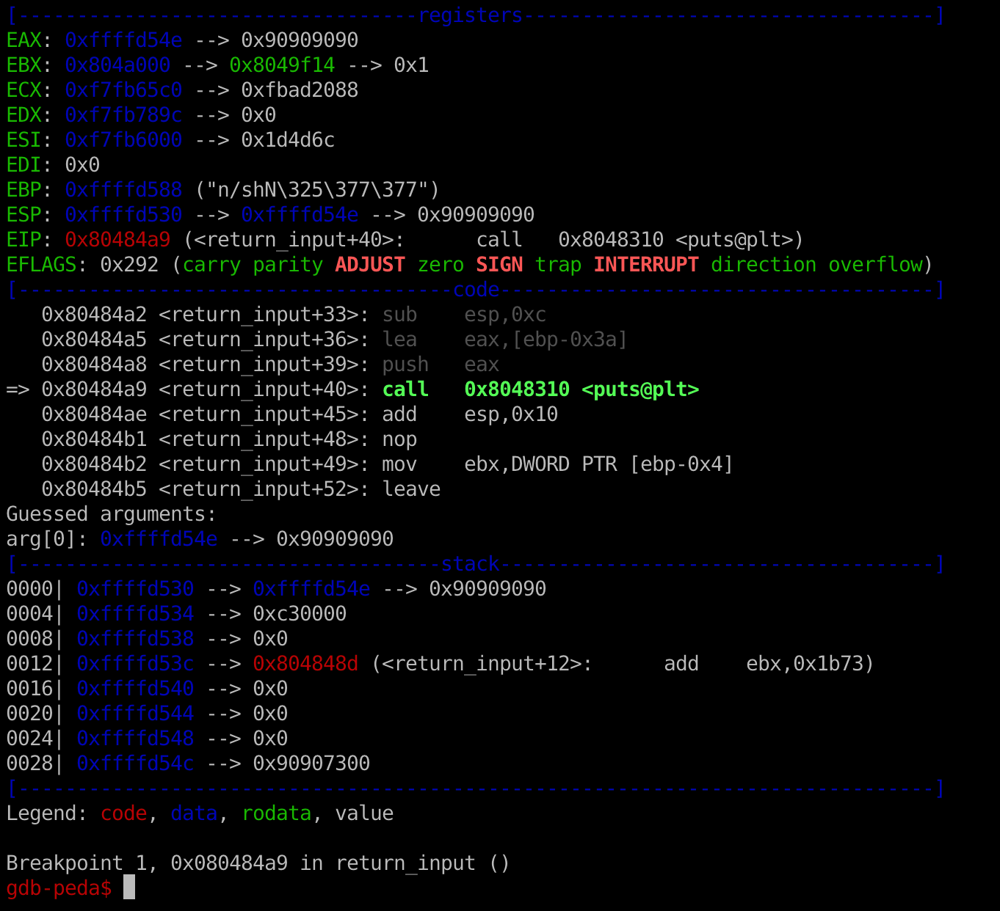 [----------------------------------registers-----------------------------------]
EAX: 0xffffd54e --> 0x90909090
EBX: 0x804a000 --> 0x8049f14 --> 0x1
ECX: 0xf7fb65c0 --> 0xfbad2088
EDX: 0xf7fb789c --> 0x0
ESI: 0xf7fb6000 --> 0x1d4d6c
EDI: 0x0
EBP: 0xffffd588 ("n/shN\325\377\377")
ESP: 0xffffd530 --> 0xffffd54e --> 0x90909090
EIP: 0x80484a9 (<return_input+40>:      call   0x8048310 <puts@plt>)
EFLAGS: 0x292 (carry parity ADJUST zero SIGN trap INTERRUPT direction overflow)
[-------------------------------------code-------------------------------------]
   0x80484a2 <return_input+33>: sub    esp,0xc
   0x80484a5 <return_input+36>: lea    eax,[ebp-0x3a]
   0x80484a8 <return_input+39>: push   eax
=> 0x80484a9 <return_input+40>: call   0x8048310 <puts@plt>
   0x80484ae <return_input+45>: add    esp,0x10
   0x80484b1 <return_input+48>: nop
   0x80484b2 <return_input+49>: mov    ebx,DWORD PTR [ebp-0x4]
   0x80484b5 <return_input+52>: leave
Guessed arguments:
arg[0]: 0xffffd54e --> 0x90909090
[------------------------------------stack-------------------------------------]
0000| 0xffffd530 --> 0xffffd54e --> 0x90909090
0004| 0xffffd534 --> 0xc30000
0008| 0xffffd538 --> 0x0
0012| 0xffffd53c --> 0x804848d (<return_input+12>:      add    ebx,0x1b73)
0016| 0xffffd540 --> 0x0
0020| 0xffffd544 --> 0x0
0024| 0xffffd548 --> 0x0
0028| 0xffffd54c --> 0x90907300
[------------------------------------------------------------------------------]
Legend: code, data, rodata, value

Breakpoint 1, 0x080484a9 in return_input ()
gdb-peda$